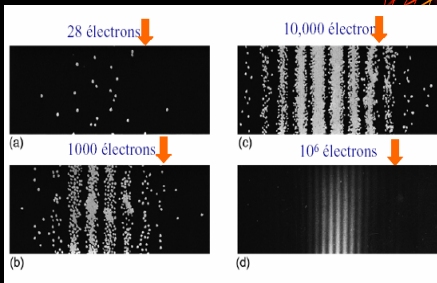 28 électrons
(a)
1000 électrons
(b)
10,000 électrons
(c)
10⁶ électrons
(d)